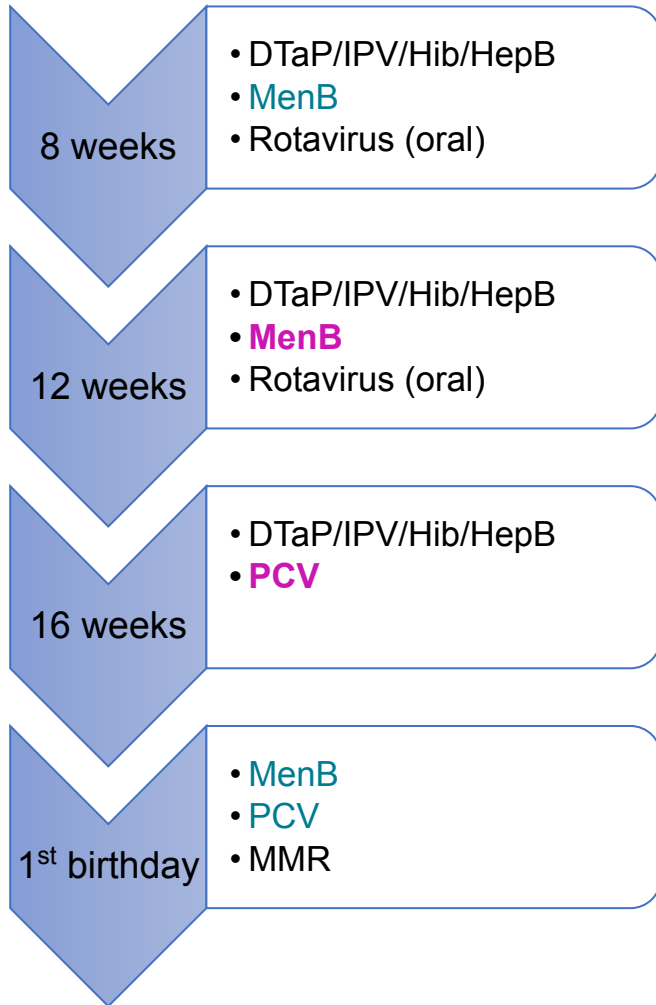 8 weeks
• DTaP/IPV/Hib/HepB
• MenB
• Rotavirus (oral)
12 weeks
• DTaP/IPV/Hib/HepB
• MenB
• Rotavirus (oral)
16 weeks
• DTaP/IPV/Hib/HepB
• PCV
1st birthday
• MenB
• PCV
• MMR